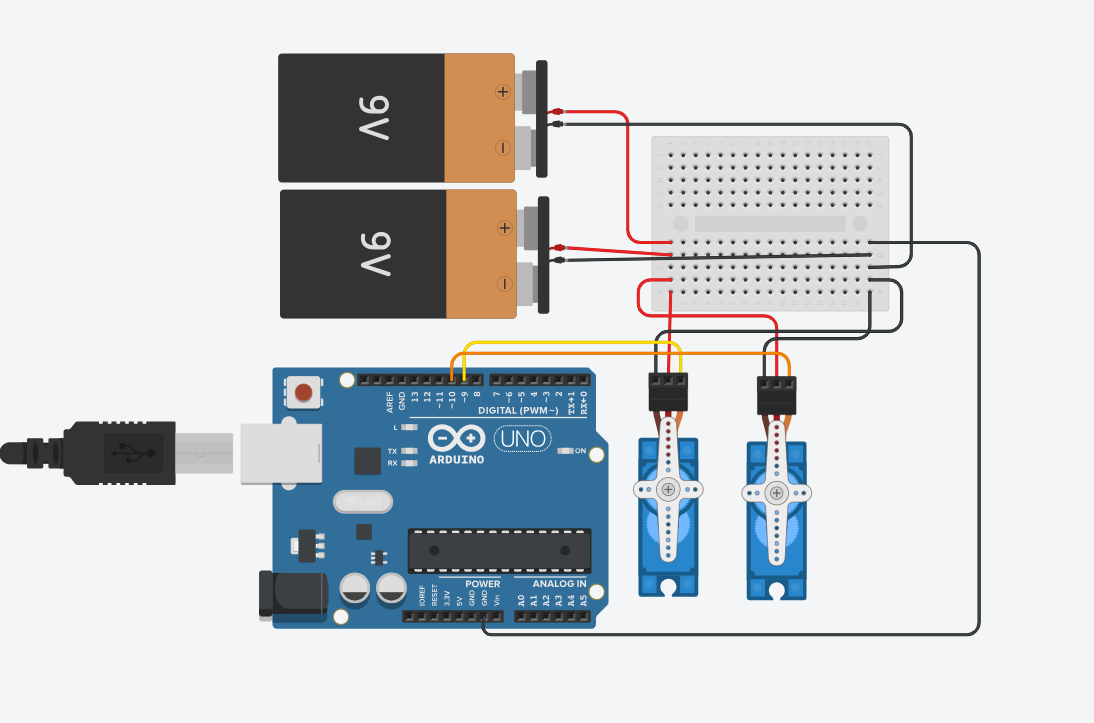 9V
+
−
9V
+
−
AREF
GND
13
12
~11
~10
~9
8
7
~6
~5
4
~3
2
TX→1
RX←0
DIGITAL (PWM~)
L
TX
RX
ARDUINO
UNO
ON
POWER
ANALOG IN
IOREF
RESET
3.3V
5V
GND
GND
Vin
A0
A1
A2
A3
A4
A5